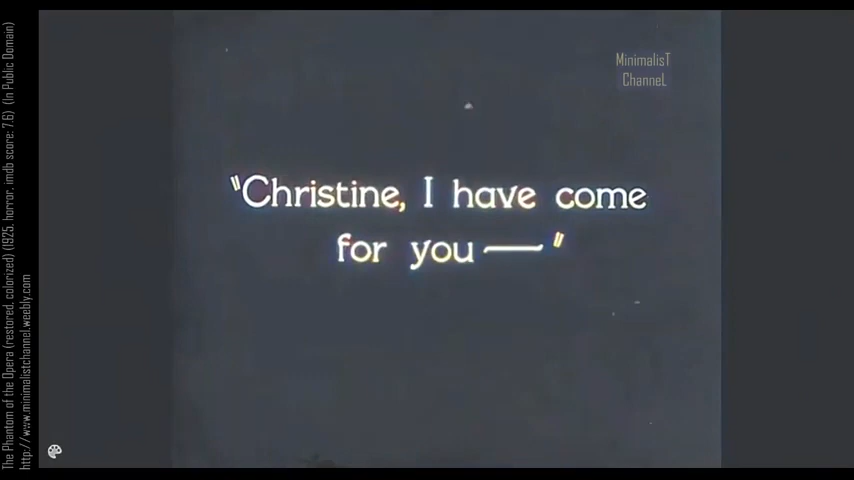 "Christine, I have come
for you — "
MinimalisT
ChanneL
The Phantom of the Opera (restored, colorized) (1925, horror, imdb score: 7.6) (In Public Domain)
http://www.minimalistchannel.weebly.com